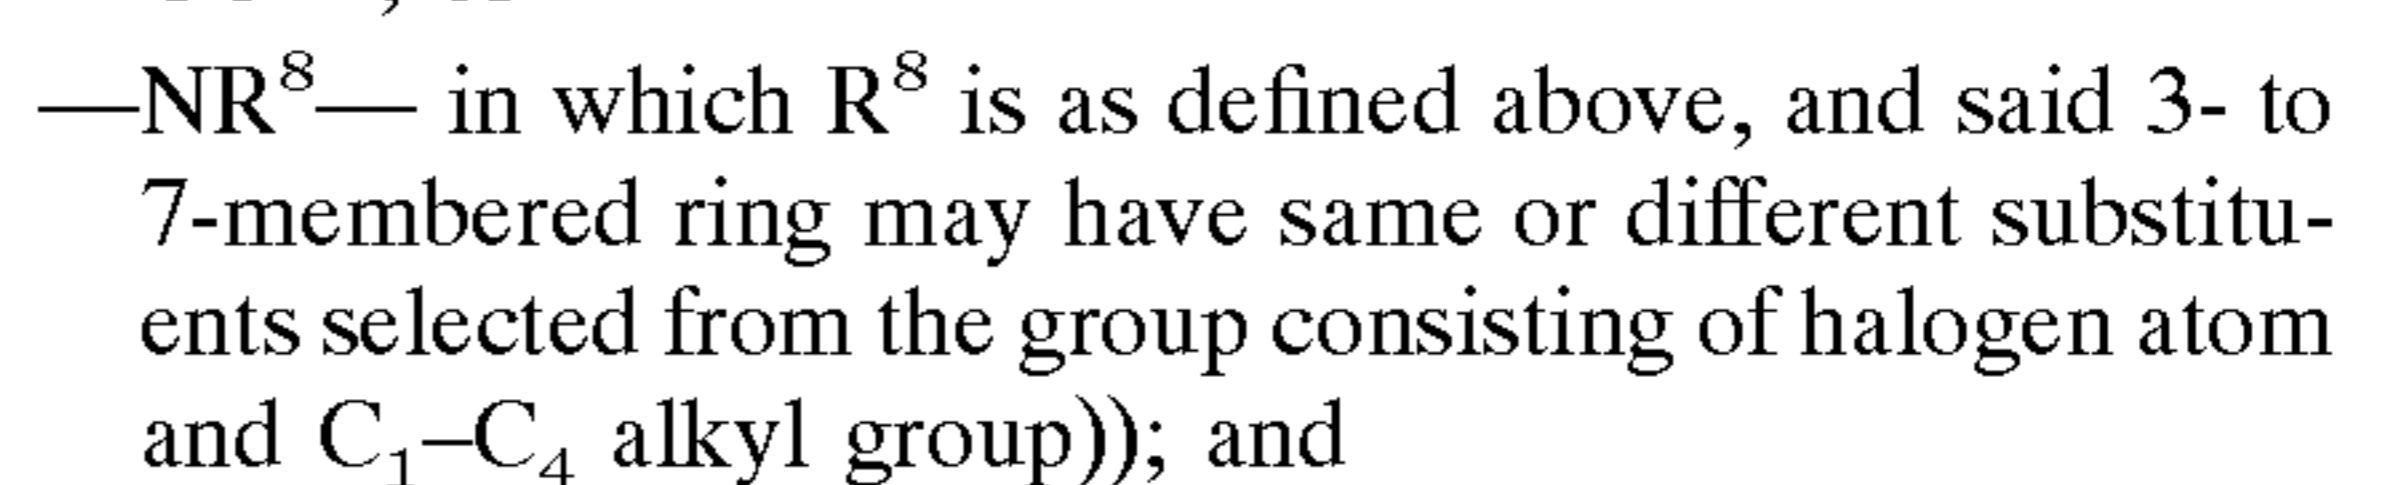 —NR⁸— in which R⁸ is as defined above, and said 3- to
7-membered ring may have same or different substitu-
ents selected from the group consisting of halogen atom
and C₁–C₄ alkyl group)); and